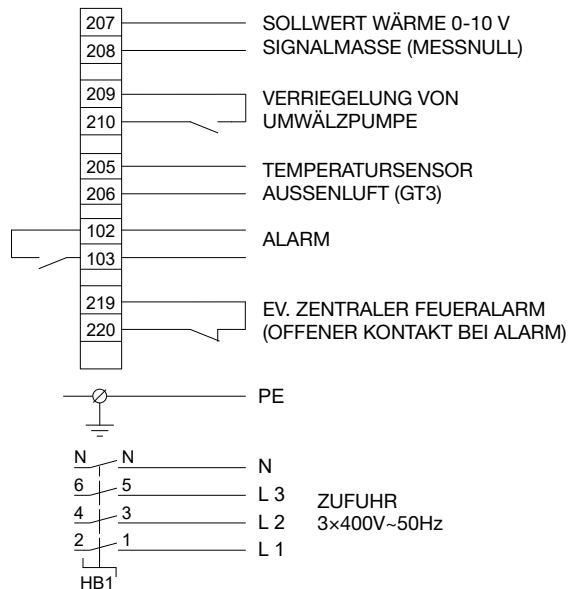 207 SOLLWERT WÄRME 0-10 V
208 SIGNALMASSE (MESSNULL)
209 VERRIEGELUNG VON
210 UMWÄLZPUMPE
205 TEMPERATURSENSOR
206 AUSSENLUFT (GT3)
102
ALARM
103
219 EV. ZENTRALER FEUERALARM
220 (OFFENER KONTAKT BEI ALARM)
PE
N N N
6 5 L 3
ZUFUHR
4 3 L 2
3×400V~50Hz
2 1 L 1
HB1